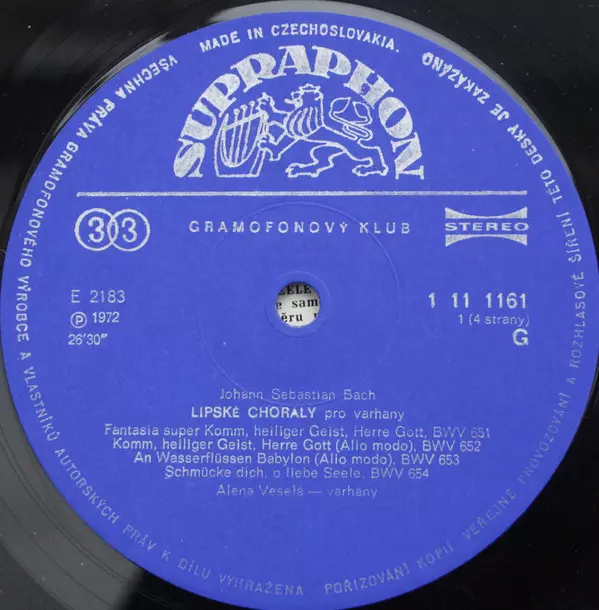 MADE IN CZECHOSLOVAKIA.
VŠECHNA PRÁVA GRAMOFONOVÉHO VÝROBCE A VLASTNÍKŮ AUTORSKÝCH PRÁV K DÍLU VYHRAŽENA
POŘIZOVÁNÍ KOPIÍ VEŘEJNÉ PROVOZOVÁNÍ A ROZHLASOVÉ ŠÍŘENÍ TÉTO DESKY JE ZAKÁZÁNO
SUPRAPHON
33
GRAMOFONOVÝ KLUB
STEREO
E 2183
Ⓟ 1972
26'30"
1 11 1161
1 (4 strany)
G
Johann Sebastian Bach
LIPSKÉ CHORÁLY pro varhany
Fantasia super Komm, heiliger Geist, Herre Gott, BWV 651
Komm, heiliger Geist, Herre Gott (Alio modo), BWV 652
An Wasserflüssen Babylon (Alio modo), BWV 653
Schmücke dich, o liebe Seele, BWV 654
Alena Veselá — varhany